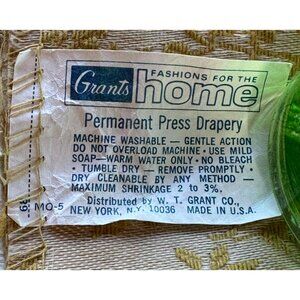 Grants FASHIONS FOR THE
home
Permanent Press Drapery
MACHINE WASHABLE — GENTLE ACTION
DO NOT OVERLOAD MACHINE • USE MILD
SOAP—WARM WATER ONLY • NO BLEACH
• TUMBLE DRY — REMOVE PROMPTLY •
DRY CLEANABLE BY ANY METHOD —
MAXIMUM SHRINKAGE 2 to 3%.
Distributed by W. T. GRANT CO.,
NEW YORK, N.Y. 10036 MADE IN U.S.A.
MQ-5